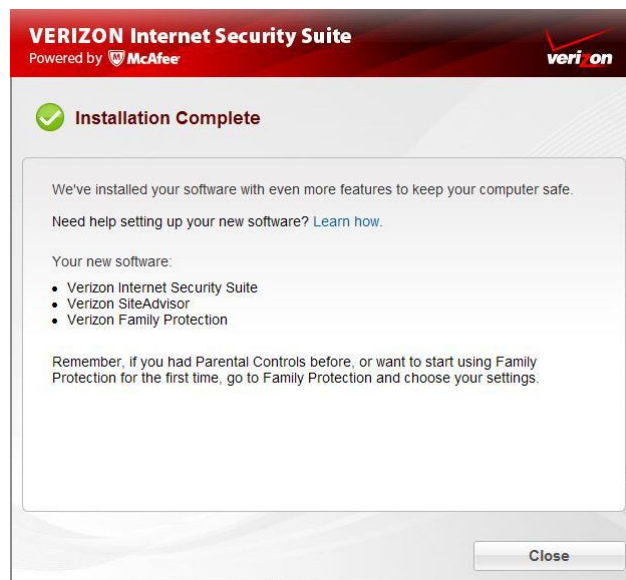 VERIZON Internet Security Suite
Powered by McAfee
verizon
Installation Complete
We've installed your software with even more features to keep your computer safe.
Need help setting up your new software? Learn how.
Your new software:
• Verizon Internet Security Suite
• Verizon SiteAdvisor
• Verizon Family Protection
Remember, if you had Parental Controls before, or want to start using Family
Protection for the first time, go to Family Protection and choose your settings.
Close